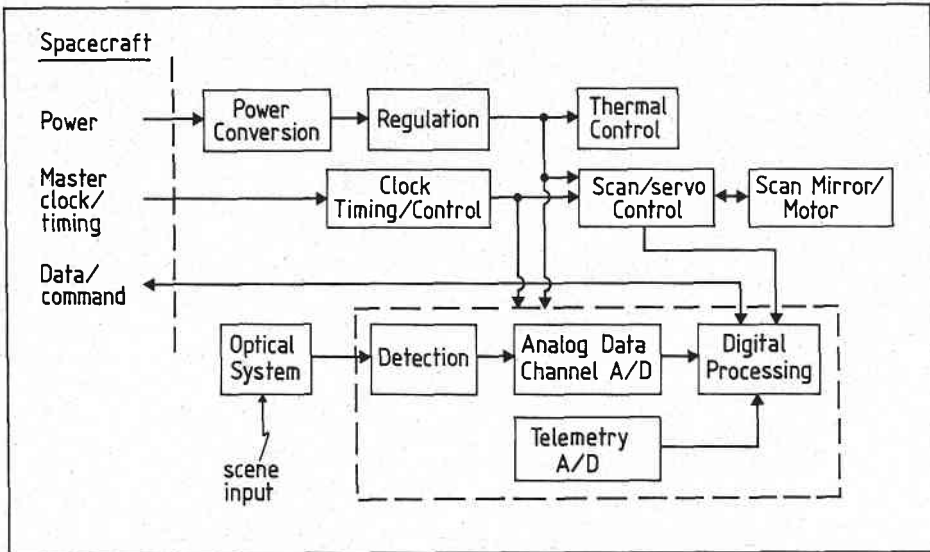 Spacecraft
Power
Power
Conversion
Regulation
Thermal
Control
Master
clock/
timing
Clock
Timing/Control
Scan/servo
Control
Scan Mirror/
Motor
Data/
command
Optical
System
Detection
Analog Data
Channel A/D
Digital
Processing
Telemetry
A/D
scene
input